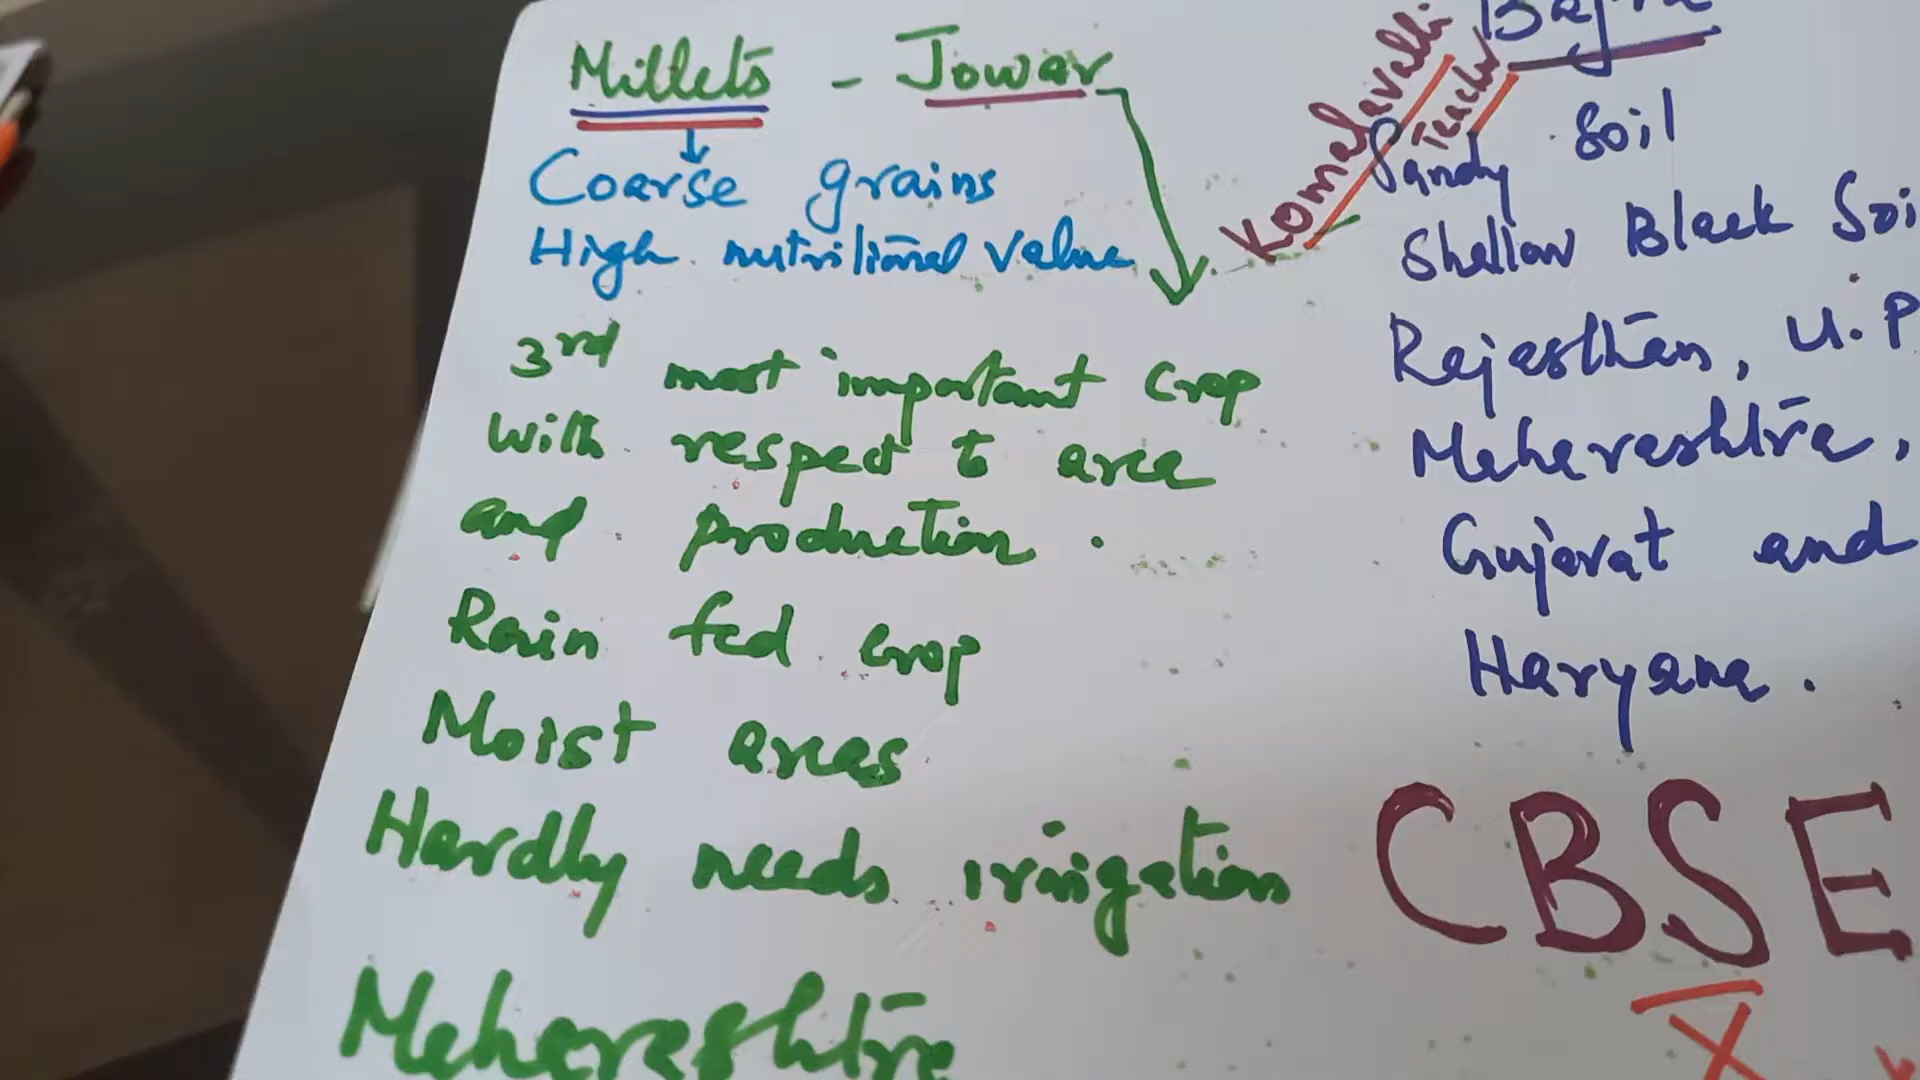 Millets - Jowar
Coarse grains
High nutritional value
3rd most important crop
with respect to area
and production.
Rain fed crop
Moist areas
Hardly needs irrigation
Maharashtra
Komalavalli
Teacher
Bajra
Sandy Soil
Shallow Black Soi
Rajasthan, U.P
Maharashtra,
Gujarat and
Haryana.
CBSE
X